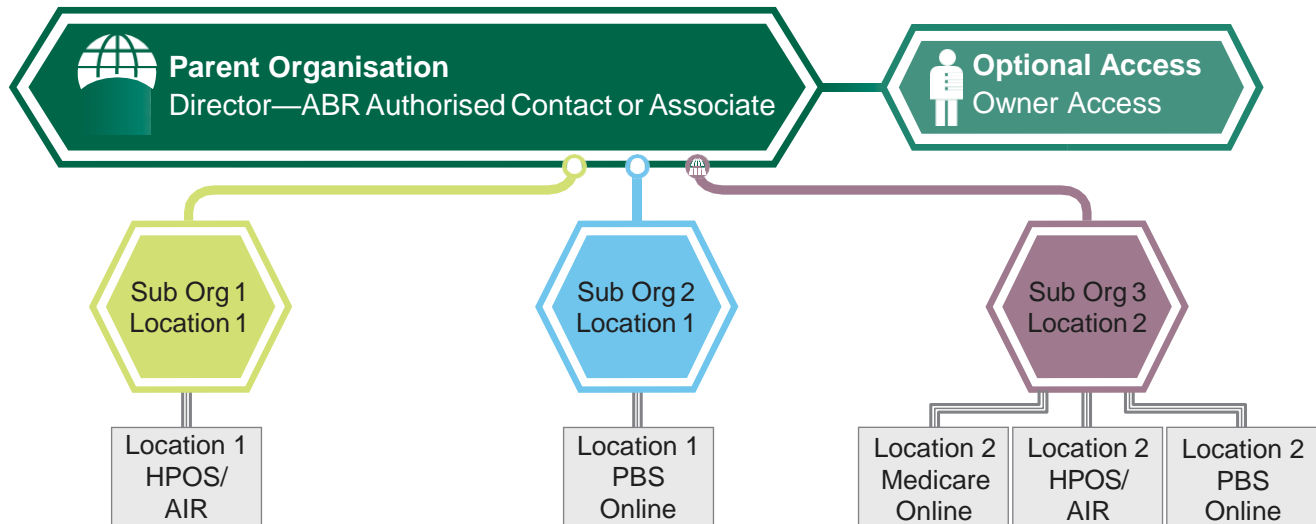 Parent Organisation
Director—ABR Authorised Contact or Associate
Optional Access
Owner Access
Sub Org 1
Location 1
Sub Org 2
Location 1
Sub Org 3
Location 2
Location 1
HPOS/
AIR
Location 1
PBS
Online
Location 2
Medicare
Online
Location 2
HPOS/
AIR
Location 2
PBS
Online